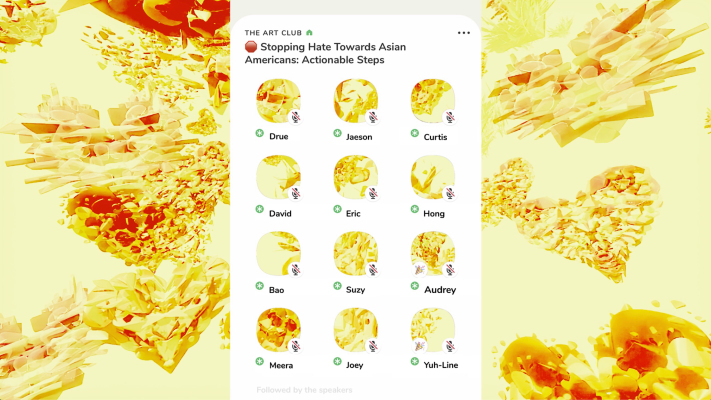 THE ART CLUB
Stopping Hate Towards Asian
Americans: Actionable Steps
Drue
Jaeson
Curtis
David
Eric
Hong
Bao
Suzy
Audrey
Meera
Joey
Yuh-Line
Followed by the speakers